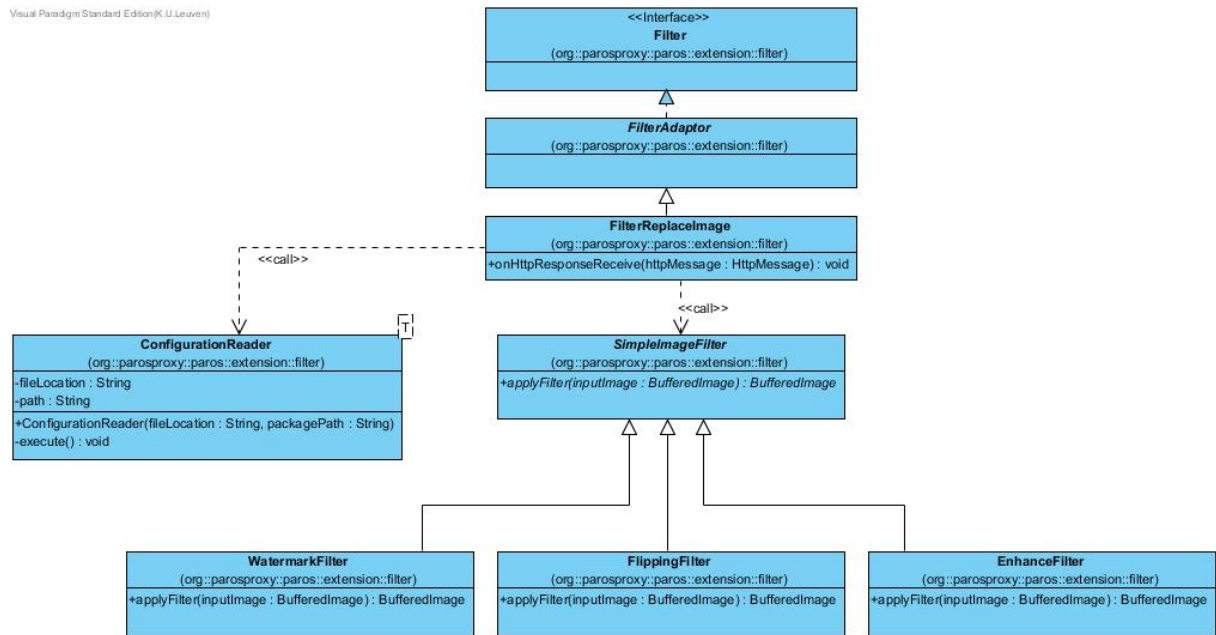 Visual Paradigm Standard Edition(K.U.Leuven)
<<Interface>>
Filter
(org::parosproxy::paros::extension::filter)
FilterAdaptor
(org::parosproxy::paros::extension::filter)
FilterReplaceImage
(org::parosproxy::paros::extension::filter)
+onHttpResponseReceive(httpMessage : HttpMessage) : void
<<call>>
<<call>>
T
ConfigurationReader
(org::parosproxy::paros::extension::filter)
-fileLocation : String
-path : String
+ConfigurationReader(fileLocation : String, packagePath : String)
-execute() : void
SimpleImageFilter
(org::parosproxy::paros::extension::filter)
+applyFilter(inputImage : BufferedImage) : BufferedImage
WatermarkFilter
(org::parosproxy::paros::extension::filter)
+applyFilter(inputImage : BufferedImage) : BufferedImage
FlippingFilter
(org::parosproxy::paros::extension::filter)
+applyFilter(inputImage : BufferedImage) : BufferedImage
EnhanceFilter
(org::parosproxy::paros::extension::filter)
+applyFilter(inputImage : BufferedImage) : BufferedImage